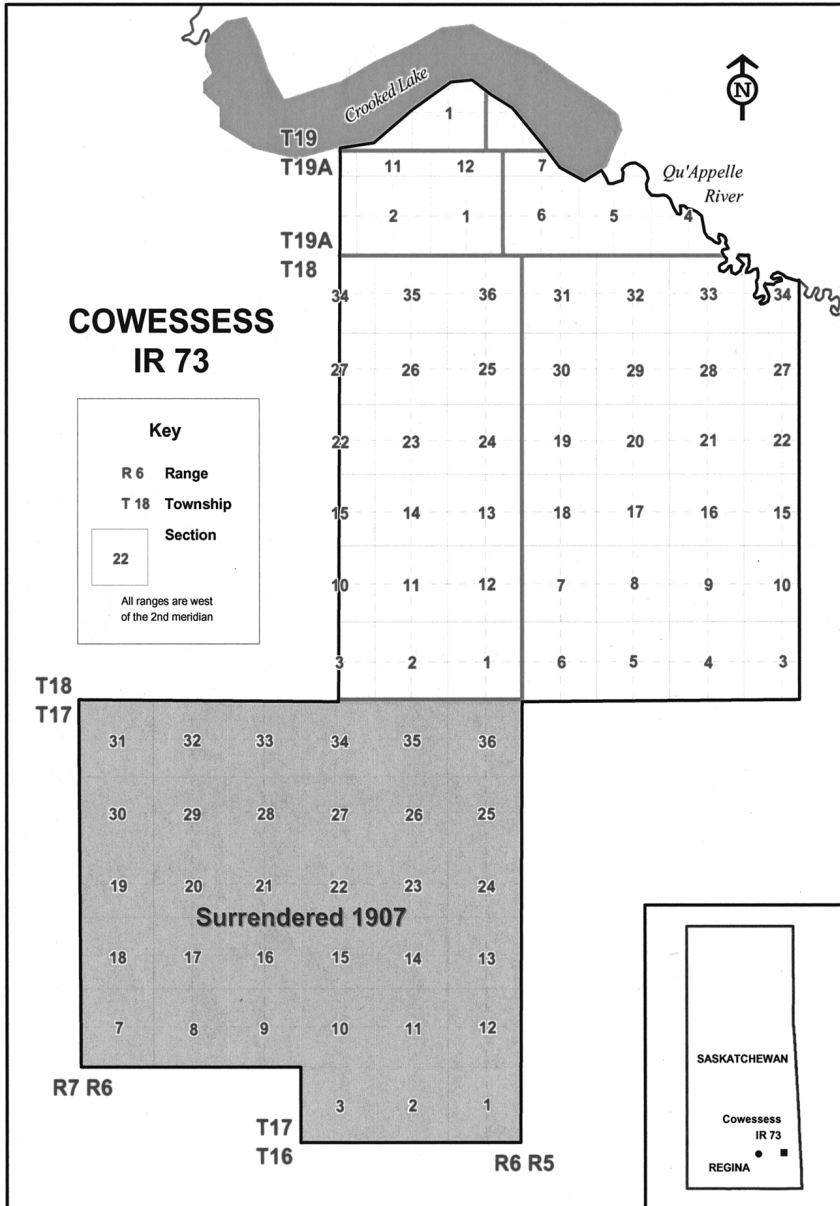 Crooked Lake
N
1
T19
T19A
11 12 7
Qu'Appelle
River
2 1 6 5 4
T19A
T18
34 35 36 31 32 33 34
COWESSESS
IR 73
27 26 25 30 29 28 27
Key
R 6 Range
T 18 Township
Section
22
All ranges are west
of the 2nd meridian
22 23 24 19 20 21 22
15 14 13 18 17 16 15
10 11 12 7 8 9 10
3 2 1 6 5 4 3
T18
T17
31 32 33 34 35 36
30 29 28 27 26 25
19 20 21 22 23 24
Surrendered 1907
18 17 16 15 14 13
7 8 9 10 11 12
R7 R6
3 2 1
T17
T16
R6 R5
SASKATCHEWAN
Cowessess
IR 73
REGINA